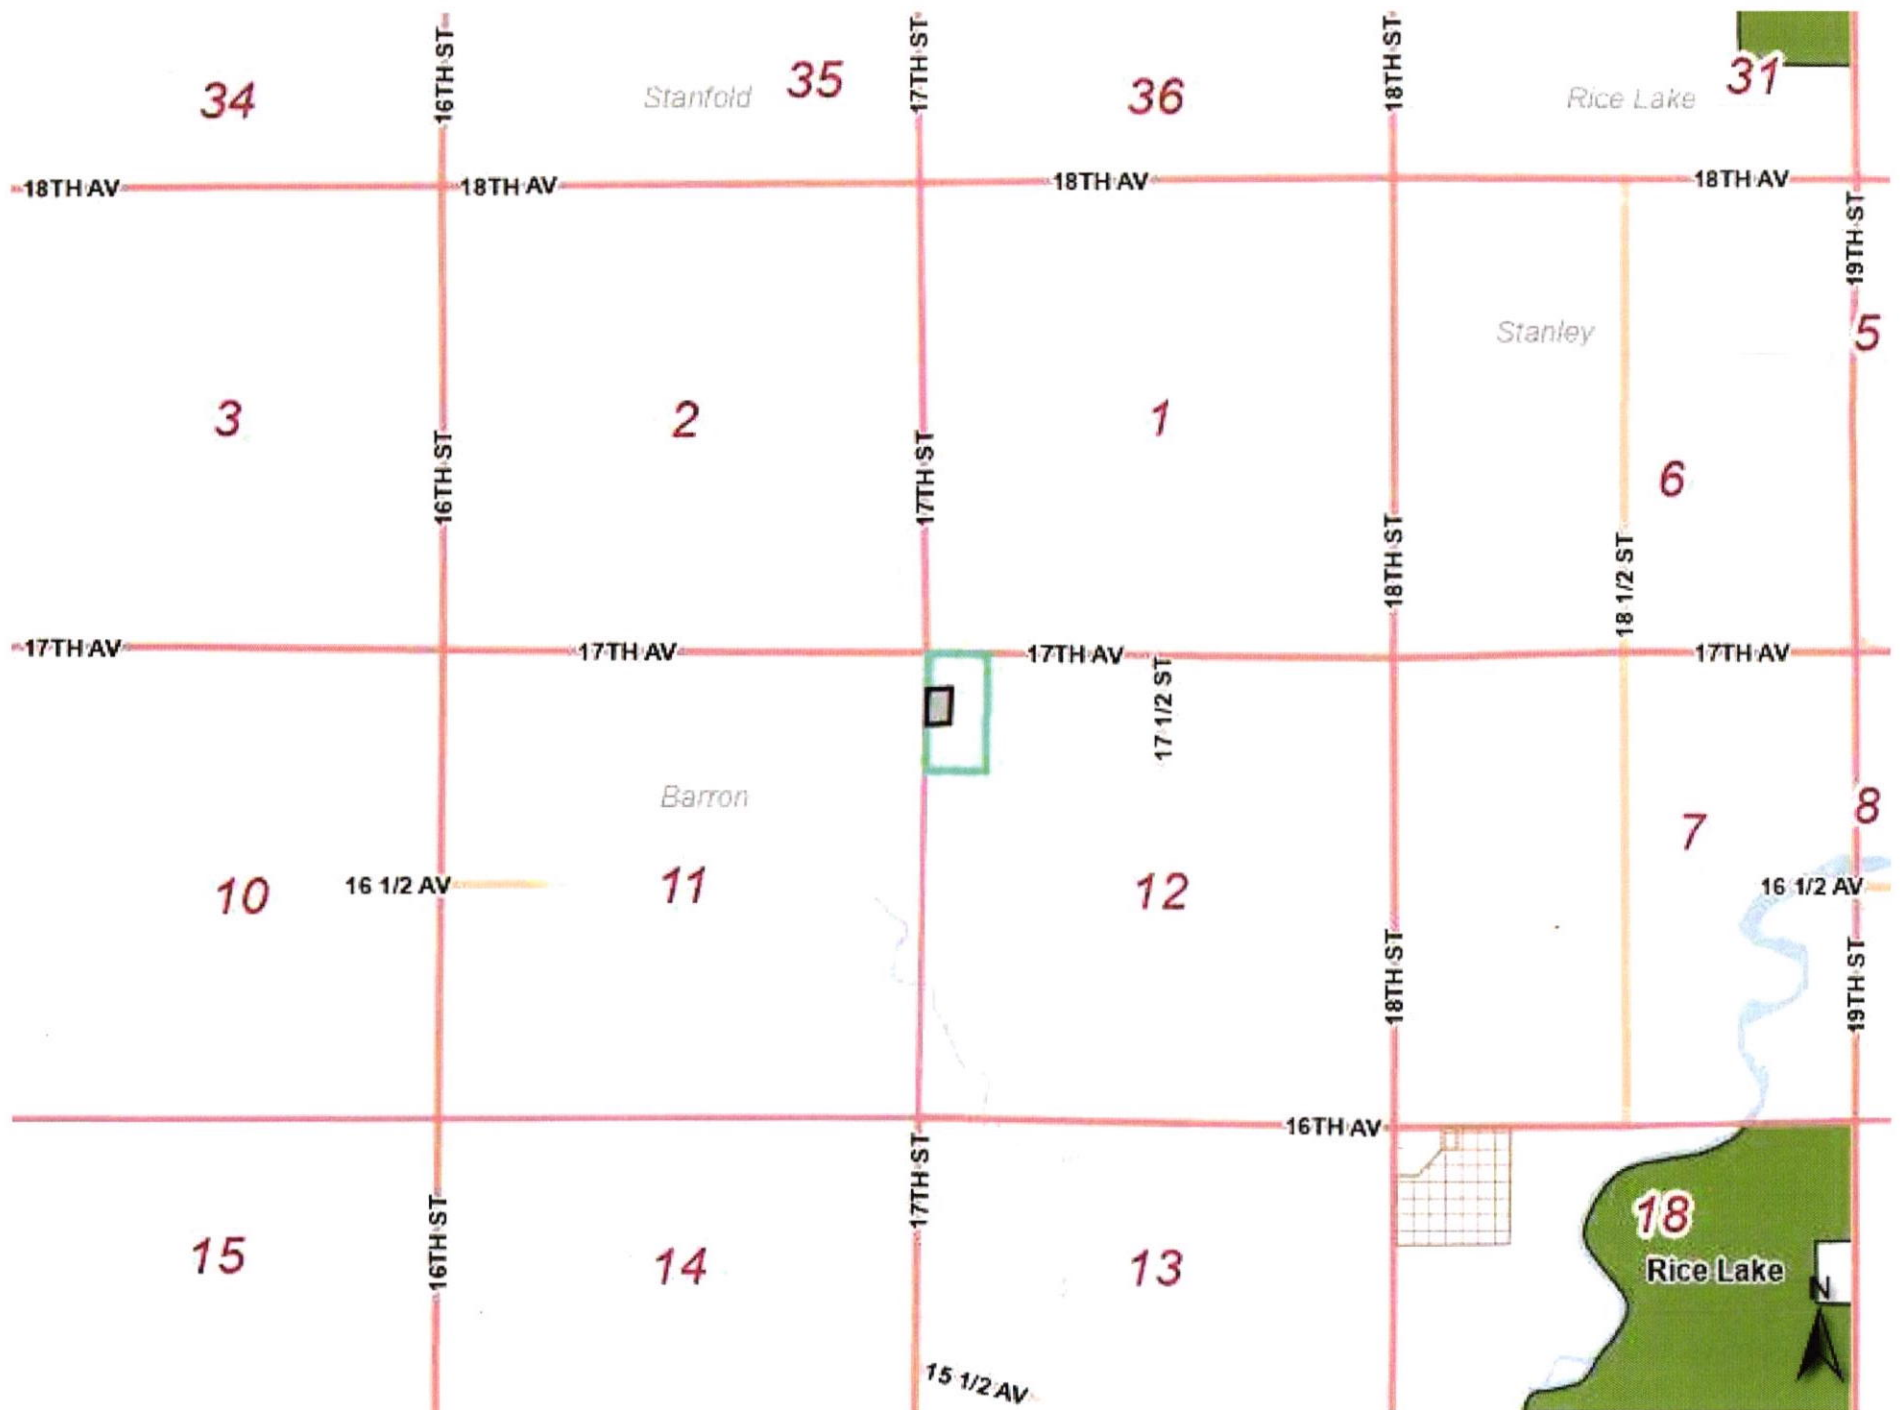 34
16TH ST
Stanfold
35
17TH ST
36
18TH ST
Rice Lake
31
18TH AV
18TH AV
18TH AV
18TH AV
19TH ST
Stanley
5
3
16TH ST
2
17TH ST
1
18TH ST
18 1/2 ST
6
17TH AV
17TH AV
17TH AV
17TH AV
17 1/2 ST
Barron
7
8
10
16 1/2 AV
11
12
16 1/2 AV
18TH ST
19TH ST
16TH AV
15
16TH ST
14
17TH ST
13
18
Rice Lake
N
15 1/2 AV